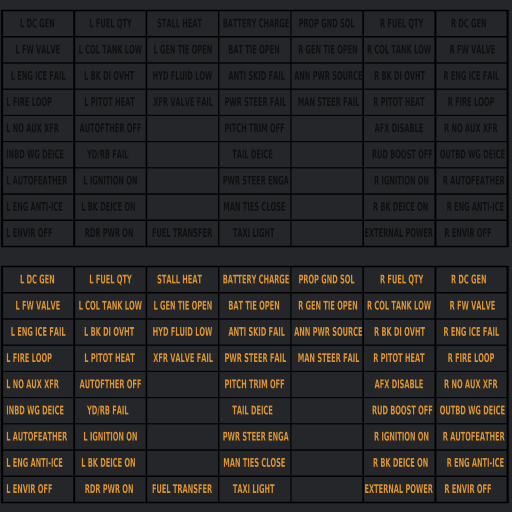 L DC GEN L FUEL QTY STALL HEAT BATTERY CHARGE PROP GND SOL R FUEL QTY R DC GEN
L FW VALVE L COL TANK LOW L GEN TIE OPEN BAT TIE OPEN R GEN TIE OPEN R COL TANK LOW R FW VALVE
L ENG ICE FAIL L BK DI OVHT HYD FLUID LOW ANTI SKID FAIL ANN PWR SOURCE R BK DI OVHT R ENG ICE FAIL
L FIRE LOOP L PITOT HEAT XFR VALVE FAIL PWR STEER FAIL MAN STEER FAIL R PITOT HEAT R FIRE LOOP
L NO AUX XFR AUTOFTHER OFF PITCH TRIM OFF AFX DISABLE R NO AUX XFR
INBD WG DEICE YD/RB FAIL TAIL DEICE RUD BOOST OFF OUTBD WG DEICE
L AUTOFEATHER L IGNITION ON PWR STEER ENGA R IGNITION ON R AUTOFEATHER
L ENG ANTI-ICE L BK DEICE ON MAN TIES CLOSE R BK DEICE ON R ENG ANTI-ICE
L ENVIR OFF RDR PWR ON FUEL TRANSFER TAXI LIGHT EXTERNAL POWER R ENVIR OFF
L DC GEN L FUEL QTY STALL HEAT BATTERY CHARGE PROP GND SOL R FUEL QTY R DC GEN
L FW VALVE L COL TANK LOW L GEN TIE OPEN BAT TIE OPEN R GEN TIE OPEN R COL TANK LOW R FW VALVE
L ENG ICE FAIL L BK DI OVHT HYD FLUID LOW ANTI SKID FAIL ANN PWR SOURCE R BK DI OVHT R ENG ICE FAIL
L FIRE LOOP L PITOT HEAT XFR VALVE FAIL PWR STEER FAIL MAN STEER FAIL R PITOT HEAT R FIRE LOOP
L NO AUX XFR AUTOFTHER OFF PITCH TRIM OFF AFX DISABLE R NO AUX XFR
INBD WG DEICE YD/RB FAIL TAIL DEICE RUD BOOST OFF OUTBD WG DEICE
L AUTOFEATHER L IGNITION ON PWR STEER ENGA R IGNITION ON R AUTOFEATHER
L ENG ANTI-ICE L BK DEICE ON MAN TIES CLOSE R BK DEICE ON R ENG ANTI-ICE
L ENVIR OFF RDR PWR ON FUEL TRANSFER TAXI LIGHT EXTERNAL POWER R ENVIR OFF